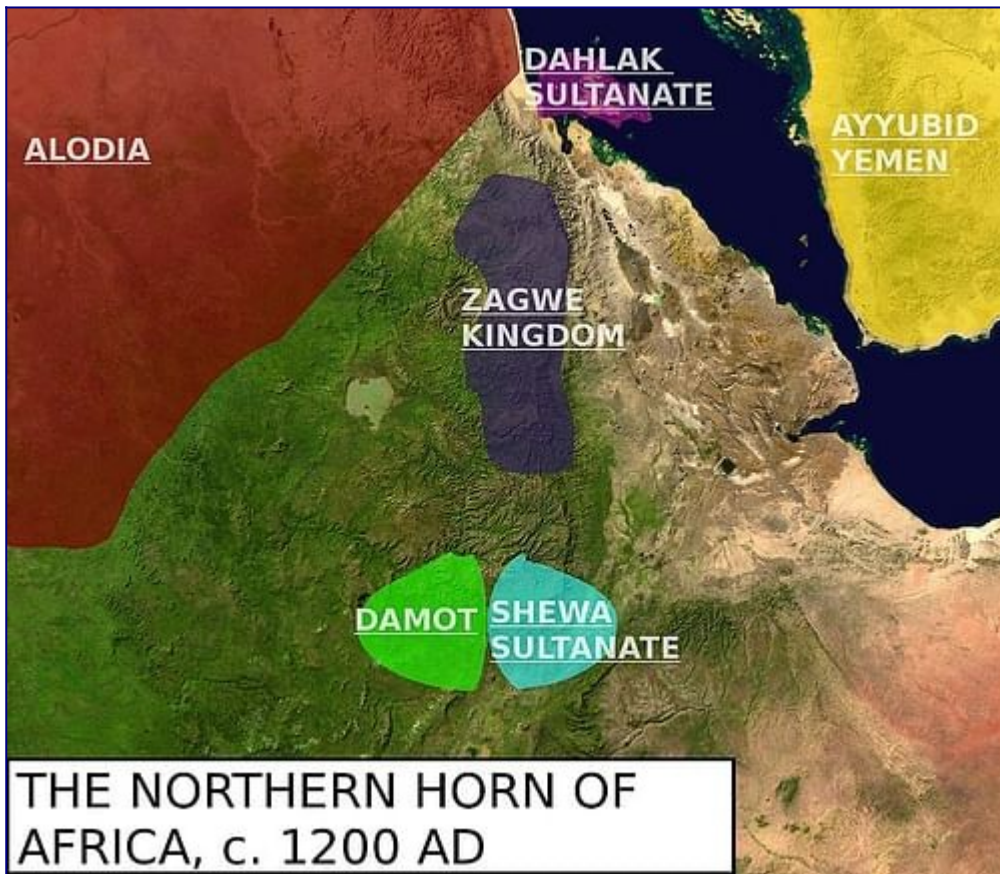 DAHLAK
SULTANATE
ALODIA
AYYUBID
YEMEN
ZAGWE
KINGDOM
DAMOT
SHEWA
SULTANATE
THE NORTHERN HORN OF
AFRICA, c. 1200 AD